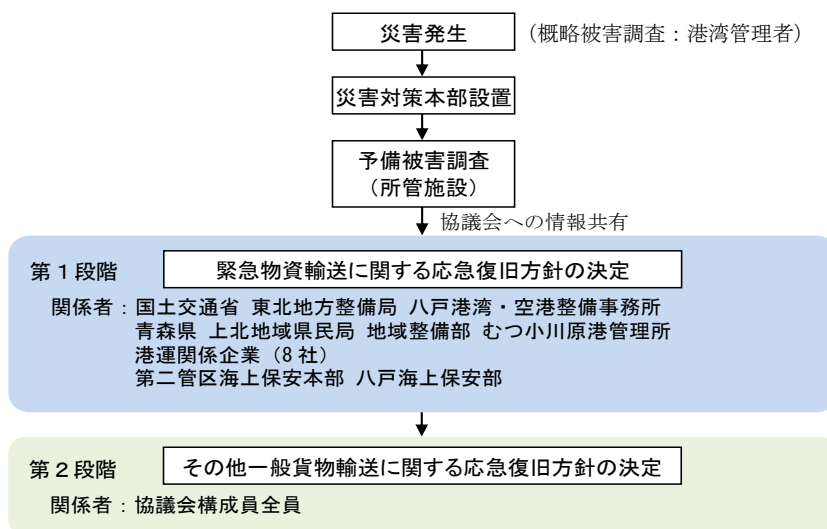 災害発生 (概略被害調査：港湾管理者)
災害対策本部設置
予備被害調査
(所管施設)
協議会への情報共有
第1段階 緊急物資輸送に関する応急復旧方針の決定
関係者：国土交通省 東北地方整備局 八戸港湾・空港整備事務所
青森県 上北地域県民局 地域整備部 むつ小川原港管理所
港運関係企業（8社）
第二管区海上保安本部 八戸海上保安部
第2段階 その他一般貨物輸送に関する応急復旧方針の決定
関係者：協議会構成員全員